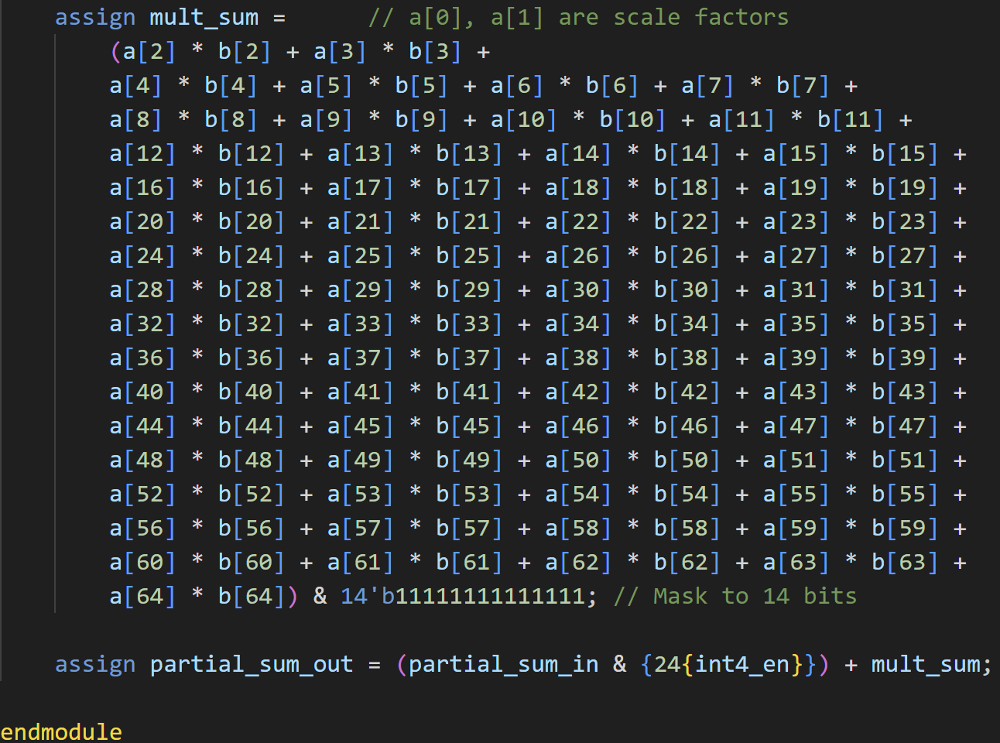 assign mult_sum =      // a[0], a[1] are scale factors
(a[2] * b[2] + a[3] * b[3] +
a[4] * b[4] + a[5] * b[5] + a[6] * b[6] + a[7] * b[7] +
a[8] * b[8] + a[9] * b[9] + a[10] * b[10] + a[11] * b[11] +
a[12] * b[12] + a[13] * b[13] + a[14] * b[14] + a[15] * b[15] +
a[16] * b[16] + a[17] * b[17] + a[18] * b[18] + a[19] * b[19] +
a[20] * b[20] + a[21] * b[21] + a[22] * b[22] + a[23] * b[23] +
a[24] * b[24] + a[25] * b[25] + a[26] * b[26] + a[27] * b[27] +
a[28] * b[28] + a[29] * b[29] + a[30] * b[30] + a[31] * b[31] +
a[32] * b[32] + a[33] * b[33] + a[34] * b[34] + a[35] * b[35] +
a[36] * b[36] + a[37] * b[37] + a[38] * b[38] + a[39] * b[39] +
a[40] * b[40] + a[41] * b[41] + a[42] * b[42] + a[43] * b[43] +
a[44] * b[44] + a[45] * b[45] + a[46] * b[46] + a[47] * b[47] +
a[48] * b[48] + a[49] * b[49] + a[50] * b[50] + a[51] * b[51] +
a[52] * b[52] + a[53] * b[53] + a[54] * b[54] + a[55] * b[55] +
a[56] * b[56] + a[57] * b[57] + a[58] * b[58] + a[59] * b[59] +
a[60] * b[60] + a[61] * b[61] + a[62] * b[62] + a[63] * b[63] +
a[64] * b[64]) & 14'b11111111111111; // Mask to 14 bits
assign partial_sum_out = (partial_sum_in & {24{int4_en}}) + mult_sum;
endmodule